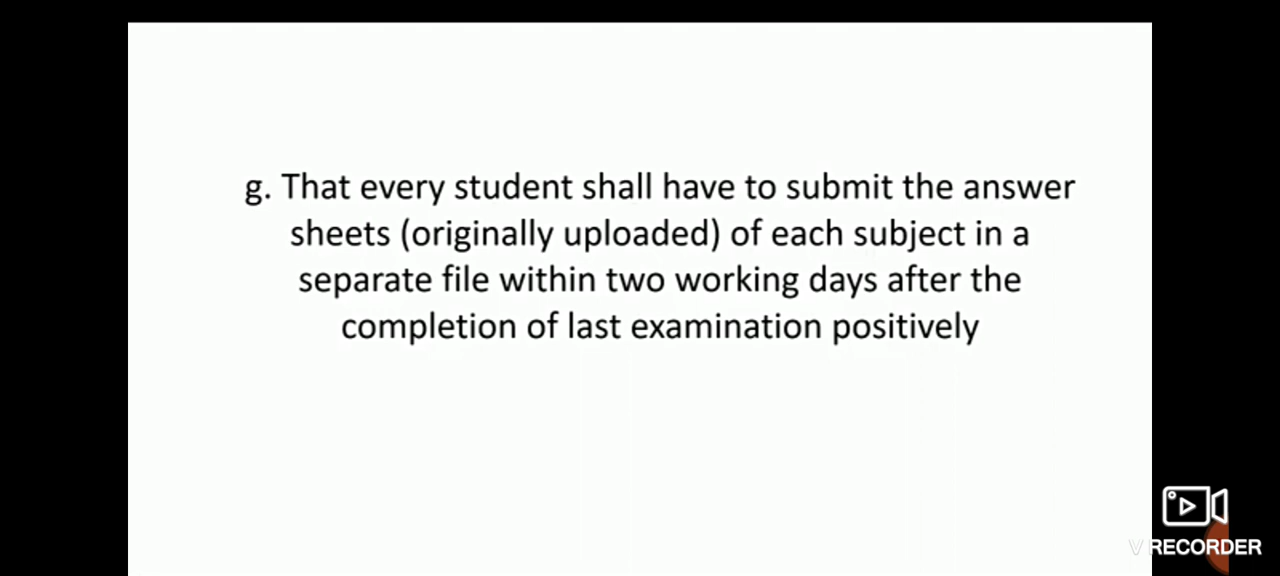 g. That every student shall have to submit the answer
sheets (originally uploaded) of each subject in a
separate file within two working days after the
completion of last examination positively
V RECORDER